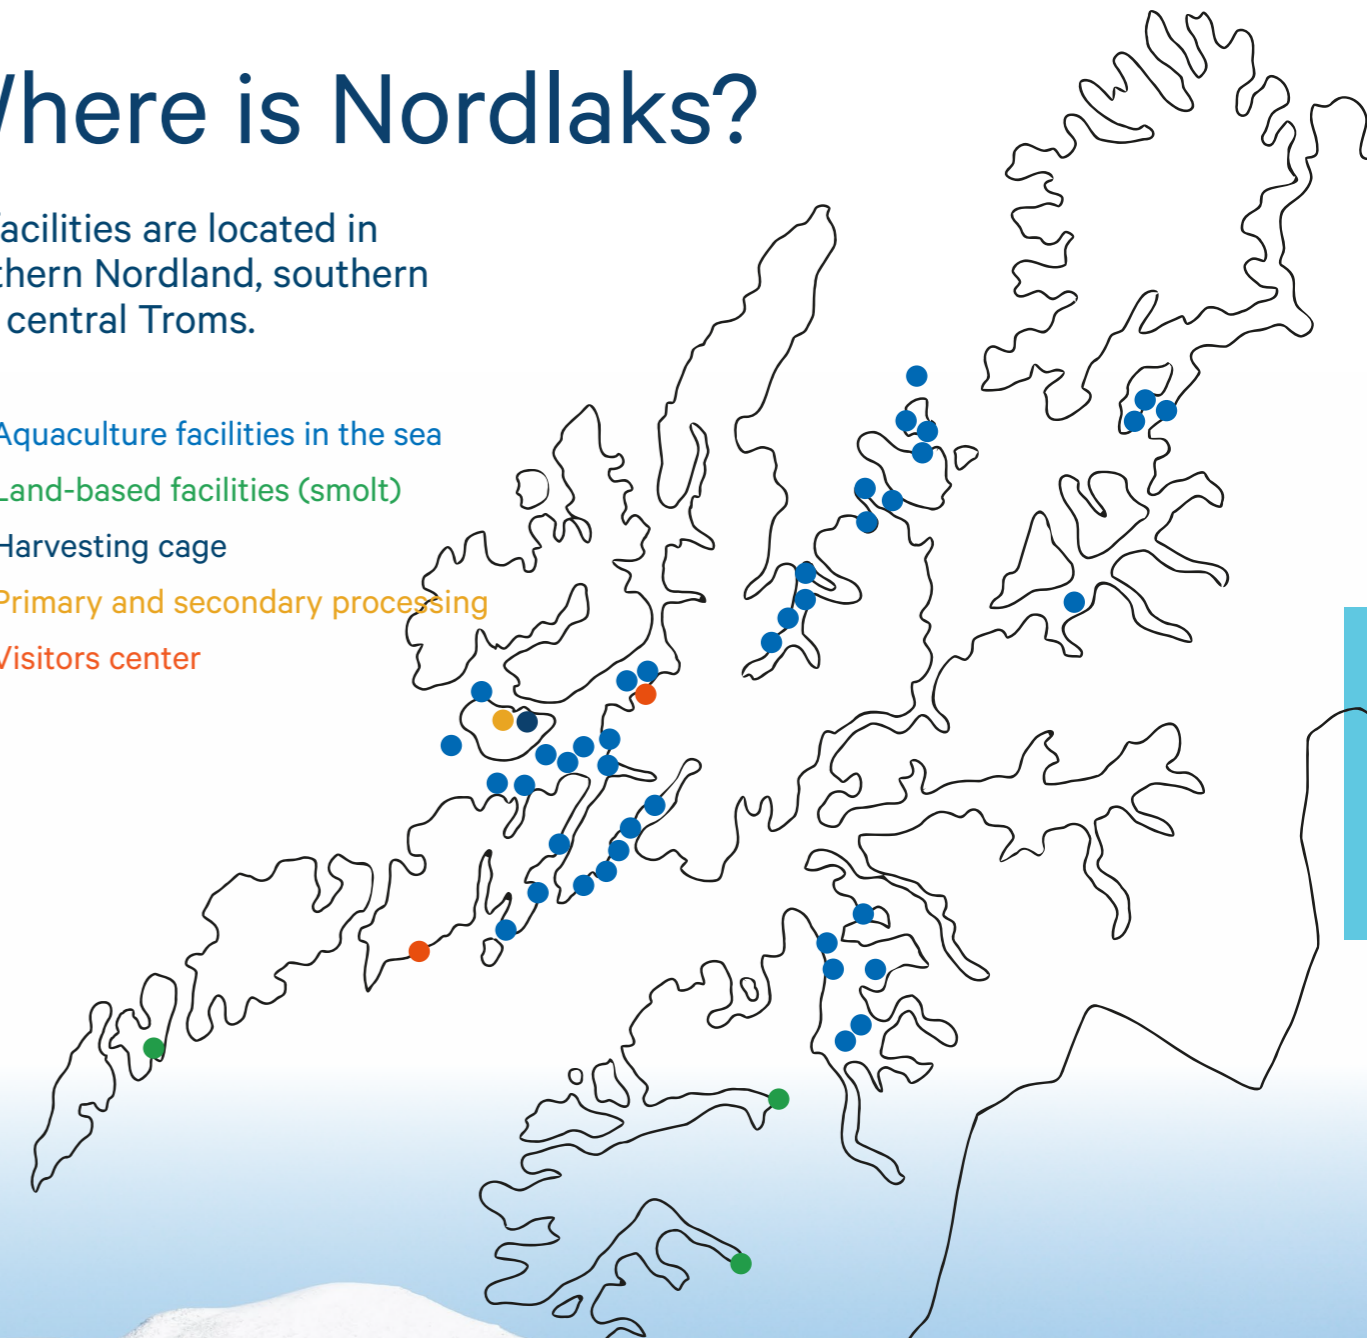 here is Nordlaks?
acilities are located in
thern Nordland, southern
central Troms.
Aquaculture facilities in the sea
Land-based facilities (smolt)
Harvesting cage
Primary and secondary processing
Visitors center